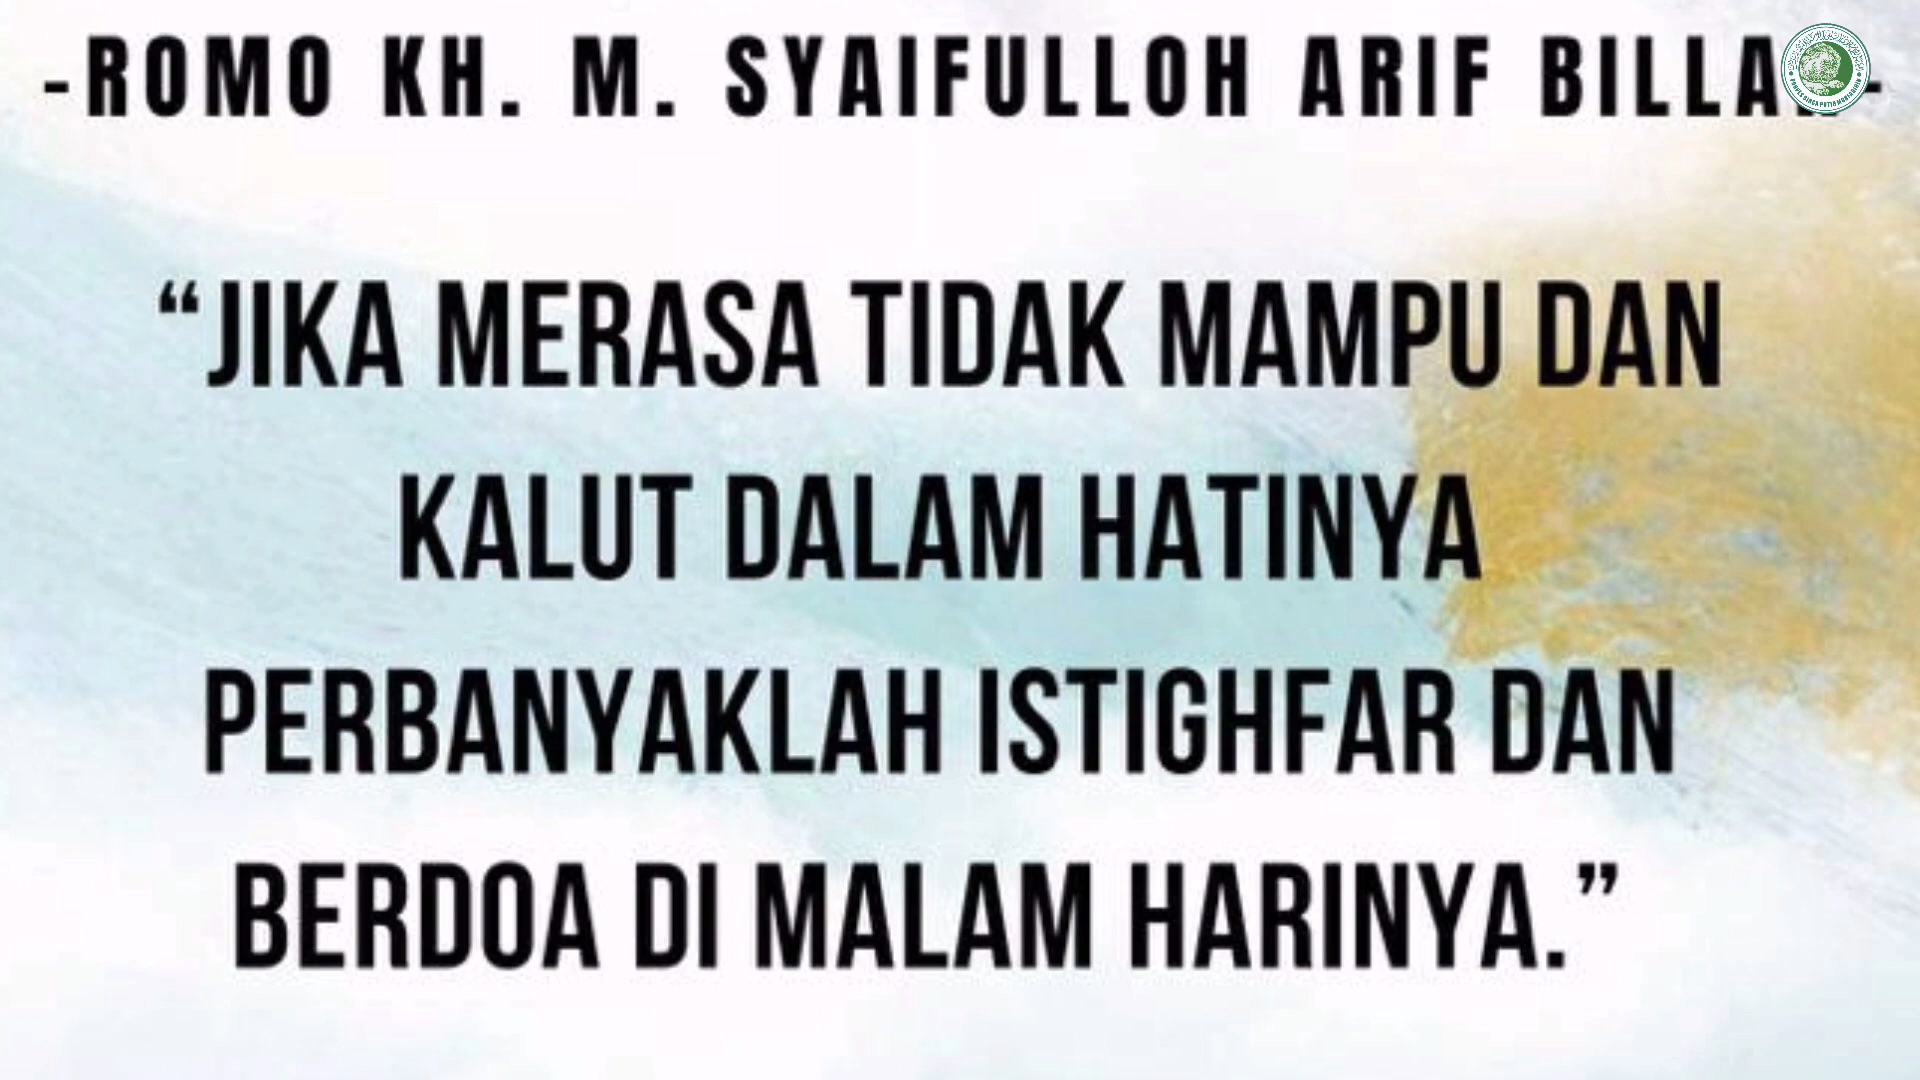 -ROMO KH. M. SYAIFULLOH ARIF BILLAH-
“JIKA MERASA TIDAK MAMPU DAN
KALUT DALAM HATINYA
PERBANYAKLAH ISTIGHFAR DAN
BERDOA DI MALAM HARINYA.”